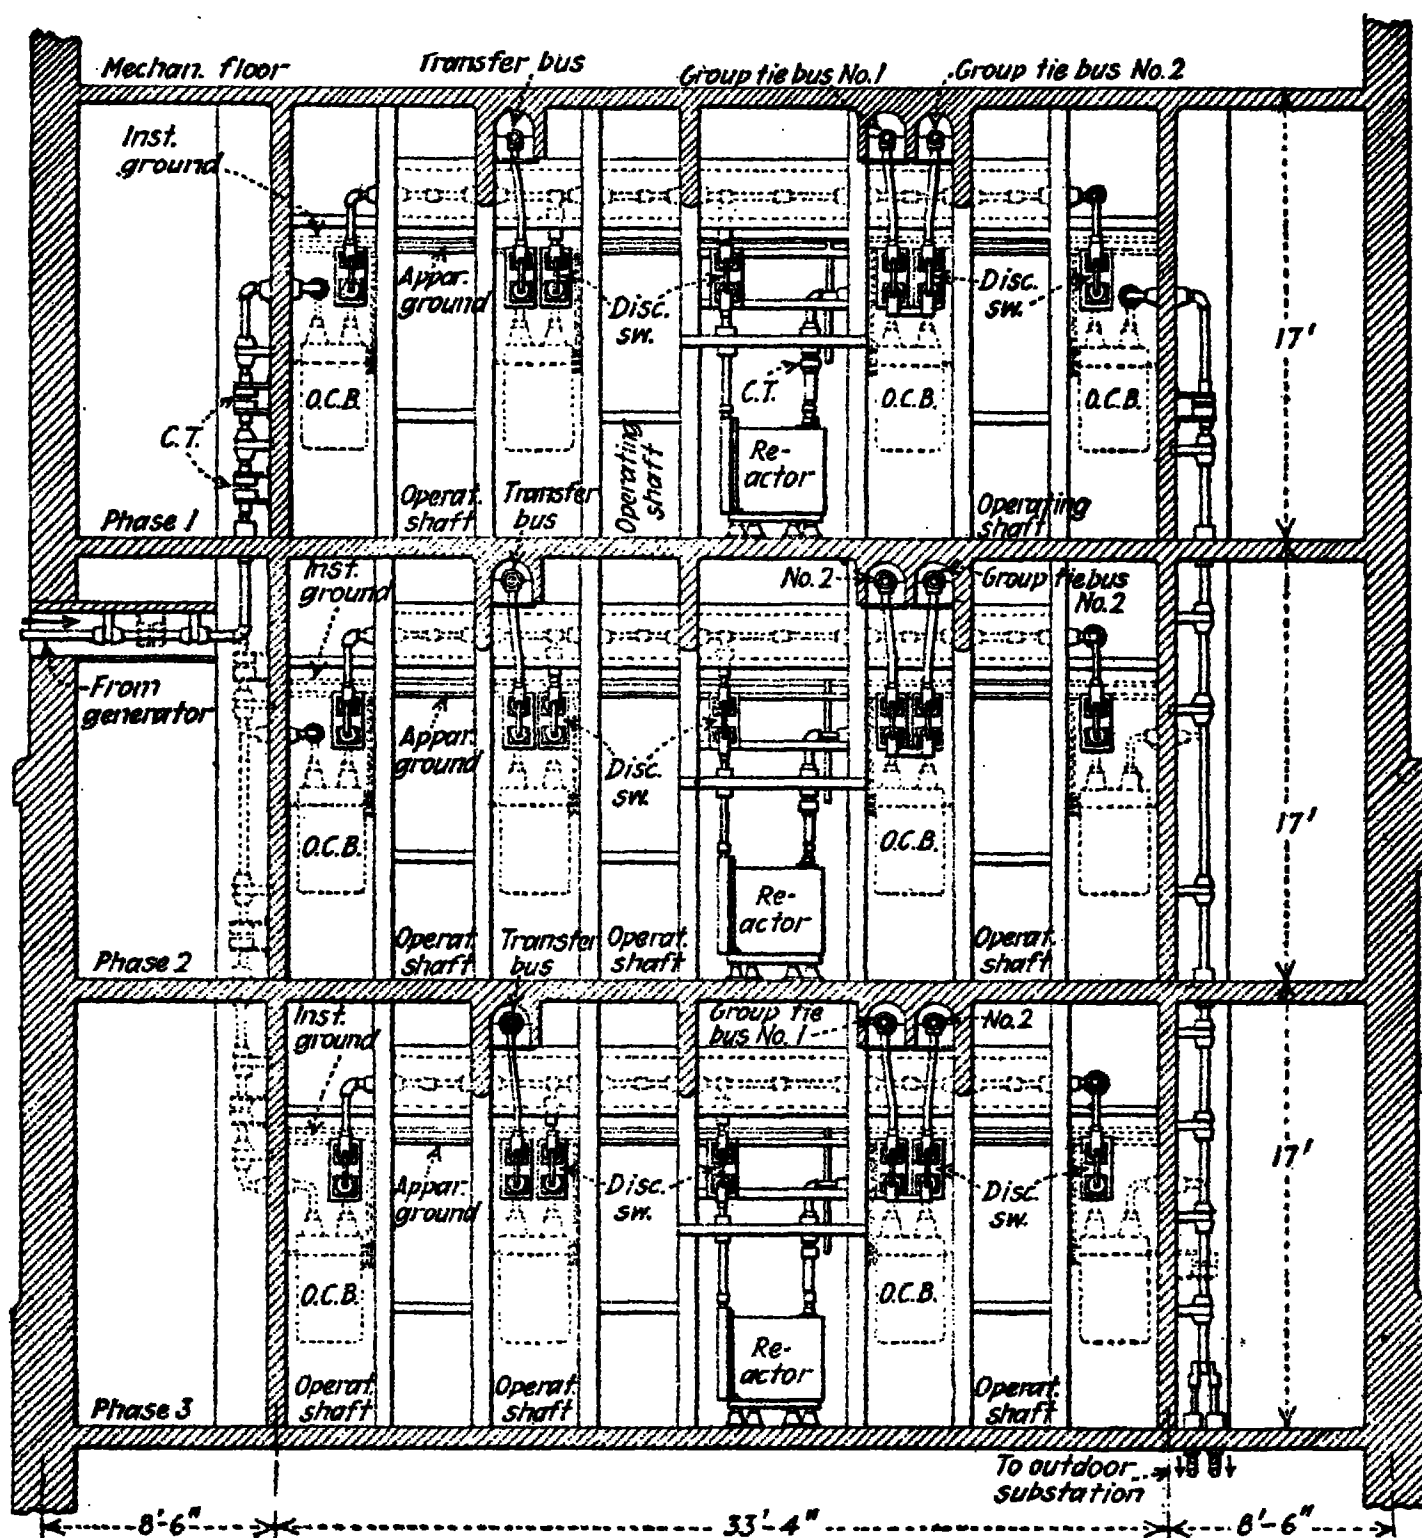 Mechan. floor
Transfer bus
Group tie bus No.1
Group tie bus No. 2
Inst.
ground
Appar.
ground
Disc.
sw.
Disc.
sw.
17'
C.T.
O.C.B.
C.T.
O.C.B.
O.C.B.
Re-
actor
Operating
shaft
Phase 1
Operat.
shaft
Transfer
bus
Operating
shaft
Inst.
ground
No. 2
Group tie bus
No. 2
From
generator
Appar.
ground
Disc.
sw.
17'
O.C.B.
O.C.B.
Re-
actor
Phase 2
Operat.
shaft
Transfer
bus
Operat.
shaft
Operat.
shaft
Inst.
ground
Group tie
bus No. 1
No. 2
Appar.
ground
Disc.
sw.
Disc.
sw.
17'
O.C.B.
O.C.B.
Re-
actor
Phase 3
Operat.
shaft
Operat.
shaft
Operat.
shaft
To outdoor
substation
8'-6"
33'-4"
8'-6"